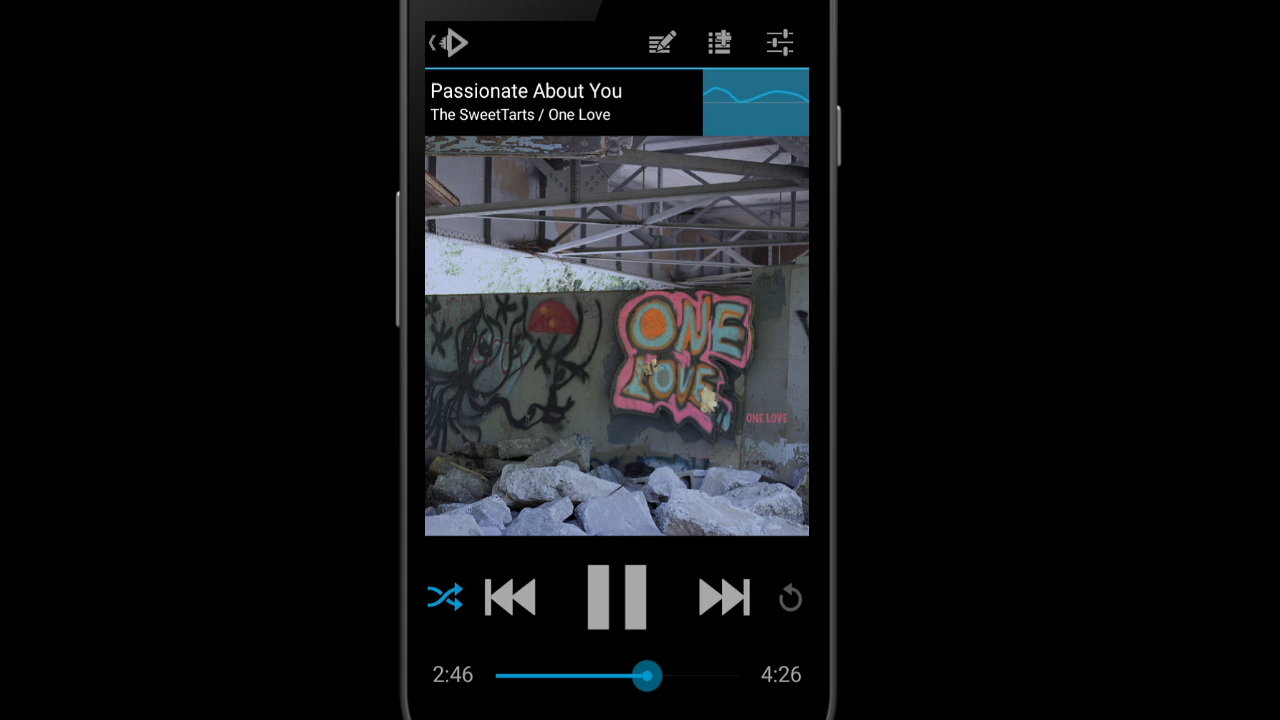 Passionate About You
The SweetTarts / One Love
ONE
LOVE
ONE LOVE
2:46
4:26